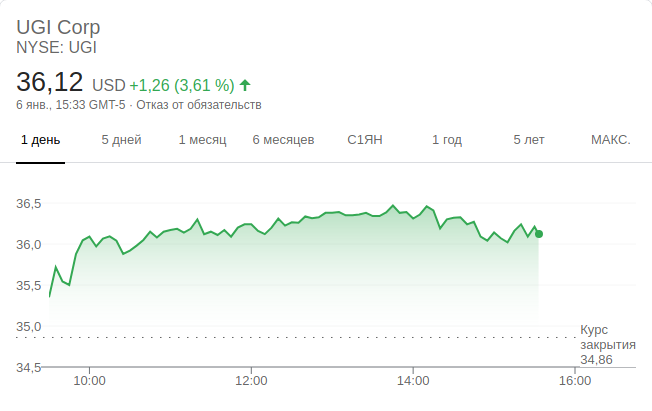 UGI Corp
NYSE: UGI
36,12 USD +1,26 (3,61 %)
6 янв., 15:33 GMT-5 · Отказ от обязательств
1 день 5 дней 1 месяц 6 месяцев С1ЯН 1 год 5 лет МАКС.
36,5
36,0
35,5
35,0
Курс
закрытия
34,86
34,5
10:00 12:00 14:00 16:00